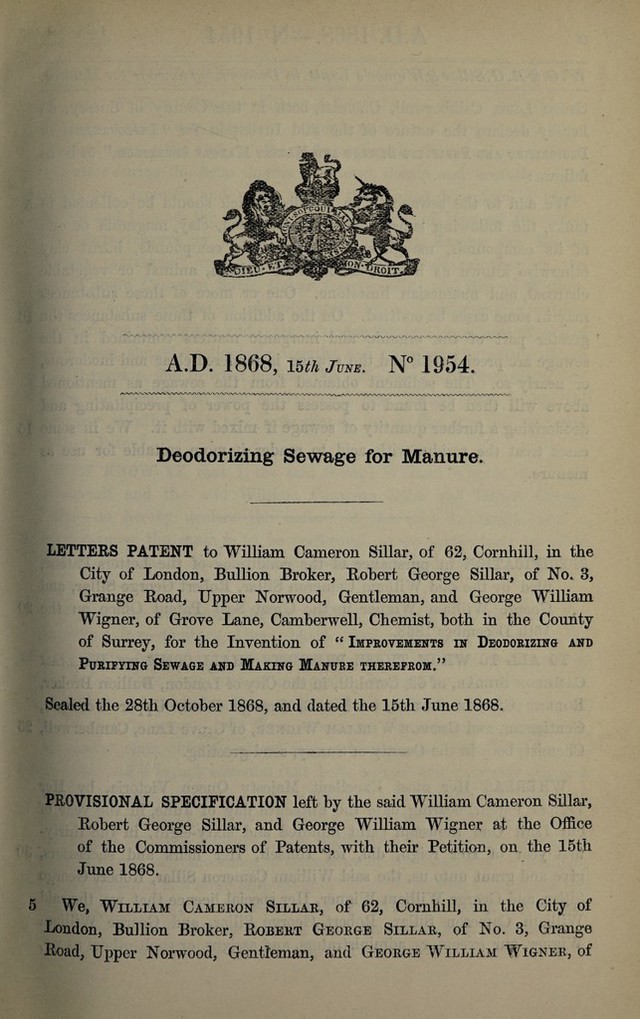 DIEU · ET · MON · DROIT.
A.D. 1868, 15th JUNE. No 1954.
Deodorizing Sewage for Manure.
LETTERS PATENT to William Cameron Sillar, of 62, Cornhill, in the
City of London, Bullion Broker, Robert George Sillar, of No. 3,
Grange Road, Upper Norwood, Gentleman, and George William
Wigner, of Grove Lane, Camberwell, Chemist, both in the County
of Surrey, for the Invention of “ IMPROVEMENTS IN DEODORIZING AND
PURIFYING SEWAGE AND MAKING MANURE THEREFROM.”
Sealed the 28th October 1868, and dated the 15th June 1868.
PROVISIONAL SPECIFICATION left by the said William Cameron Sillar,
Robert George Sillar, and George William Wigner at the Office
of the Commissioners of Patents, with their Petition, on the 15th
June 1868.
5 We, WILLIAM CAMERON SILLAR, of 62, Cornhill, in the City of
London, Bullion Broker, ROBERT GEORGE SILLAR, of No. 3, Grange
Road, Upper Norwood, Gentleman, and GEORGE WILLIAM WIGNER, of